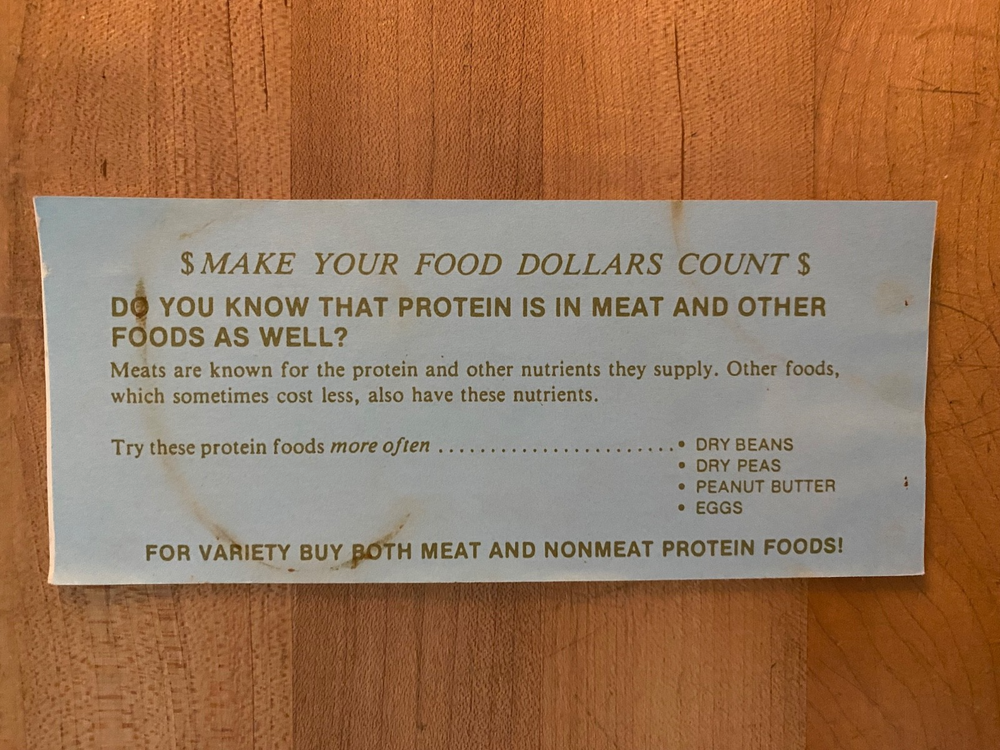 $ MAKE YOUR FOOD DOLLARS COUNT $
DO YOU KNOW THAT PROTEIN IS IN MEAT AND OTHER
FOODS AS WELL?
Meats are known for the protein and other nutrients they supply. Other foods,
which sometimes cost less, also have these nutrients.
Try these protein foods more often ........................• DRY BEANS
• DRY PEAS
• PEANUT BUTTER
• EGGS
FOR VARIETY BUY BOTH MEAT AND NONMEAT PROTEIN FOODS!